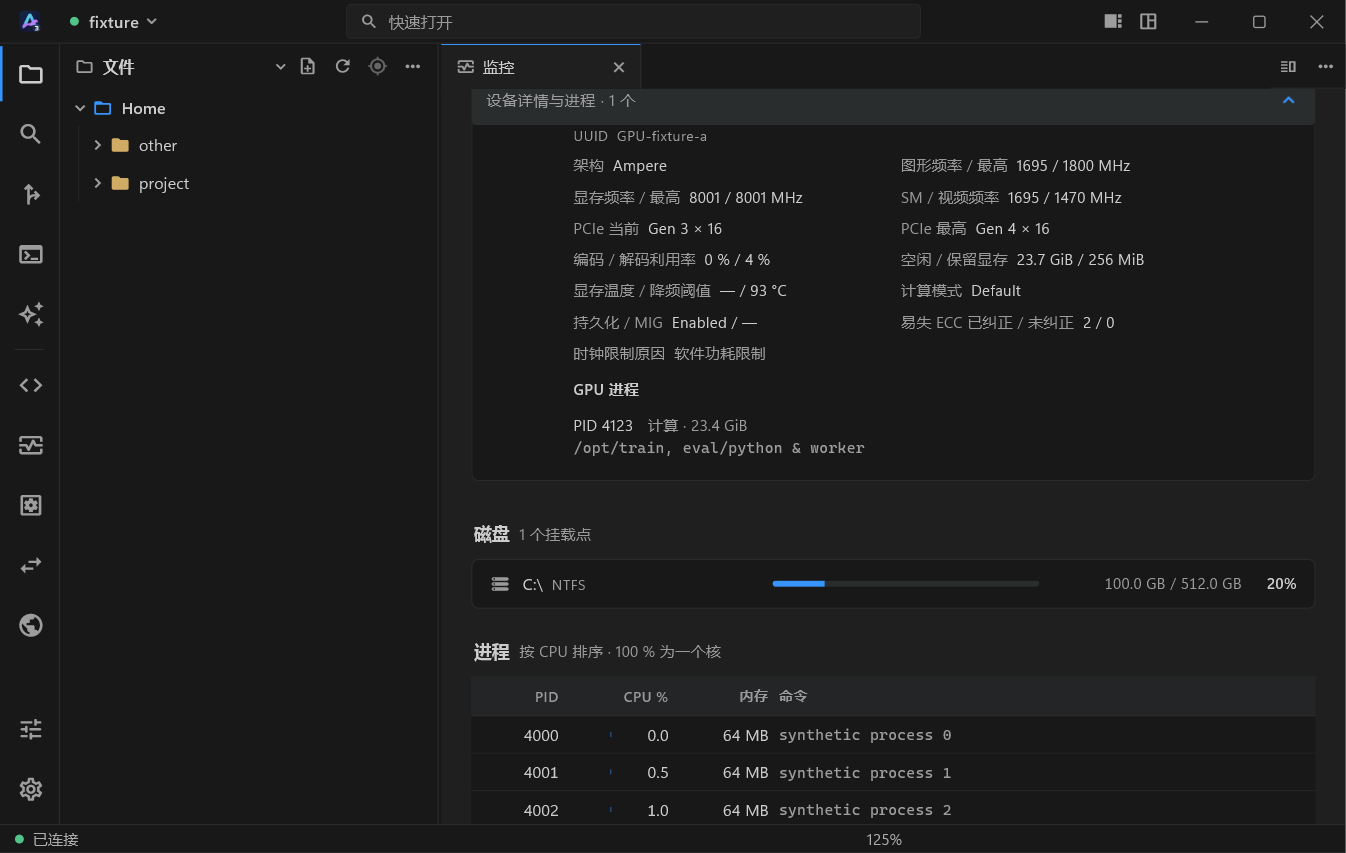 fixture
快速打开
文件
Home
other
project
监控
设备详情与进程 · 1 个
UUID GPU-fixture-a
架构 Ampere
图形频率 / 最高 1695 / 1800 MHz
显存频率 / 最高 8001 / 8001 MHz
SM / 视频频率 1695 / 1470 MHz
PCIe 当前 Gen 3 × 16
PCIe 最高 Gen 4 × 16
编码 / 解码利用率 0 % / 4 %
空闲 / 保留显存 23.7 GiB / 256 MiB
显存温度 / 降频阈值 — / 93 °C
计算模式 Default
持久化 / MIG Enabled / —
易失 ECC 已纠正 / 未纠正 2 / 0
时钟限制原因 软件功耗限制
GPU 进程
PID 4123 计算 · 23.4 GiB
/opt/train, eval/python & worker
磁盘 1 个挂载点
C:\ NTFS 100.0 GB / 512.0 GB 20%
进程 按 CPU 排序 · 100 % 为一个核
PID CPU % 内存 命令
4000 0.0 64 MB synthetic process 0
4001 0.5 64 MB synthetic process 1
4002 1.0 64 MB synthetic process 2
已连接 125%